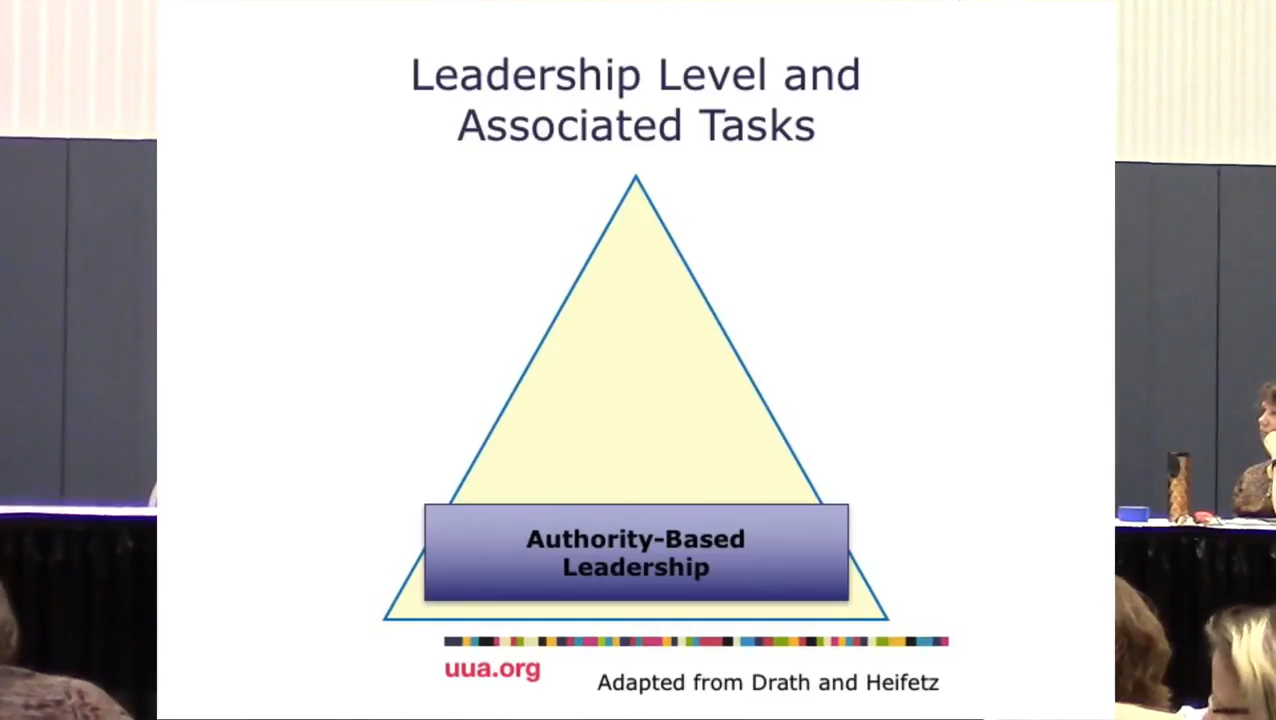 Leadership Level and
Associated Tasks
Authority-Based
Leadership
uua.org
Adapted from Drath and Heifetz